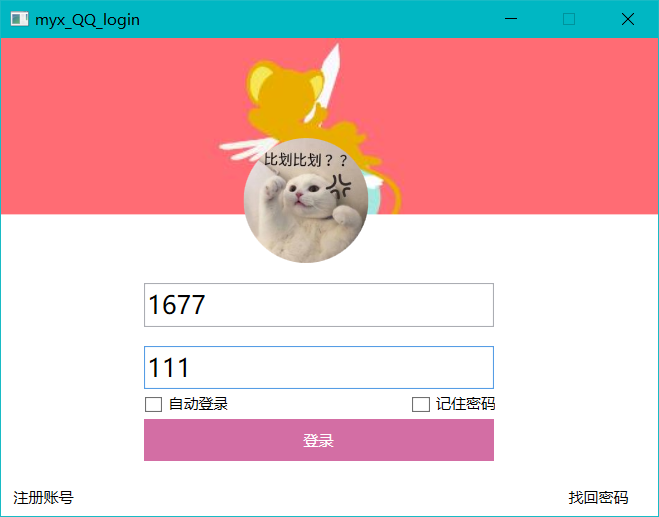 myx_QQ_login
比划比划？？
1677
111
自动登录 记住密码
登录
注册账号 找回密码